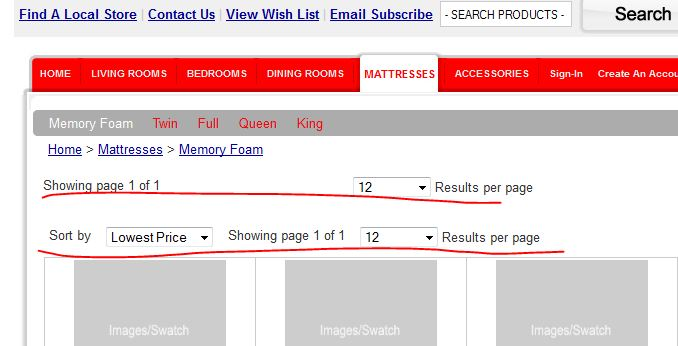 Find A Local Store | Contact Us | View Wish List | Email Subscribe - SEARCH PRODUCTS - Search
HOME LIVING ROOMS BEDROOMS DINING ROOMS MATTRESSES ACCESSORIES Sign-In Create An Accou
Memory Foam Twin Full Queen King
Home > Mattresses > Memory Foam
Showing page 1 of 1 12 Results per page
Sort by Lowest Price Showing page 1 of 1 12 Results per page
Images/Swatch Images/Swatch Images/Swatch